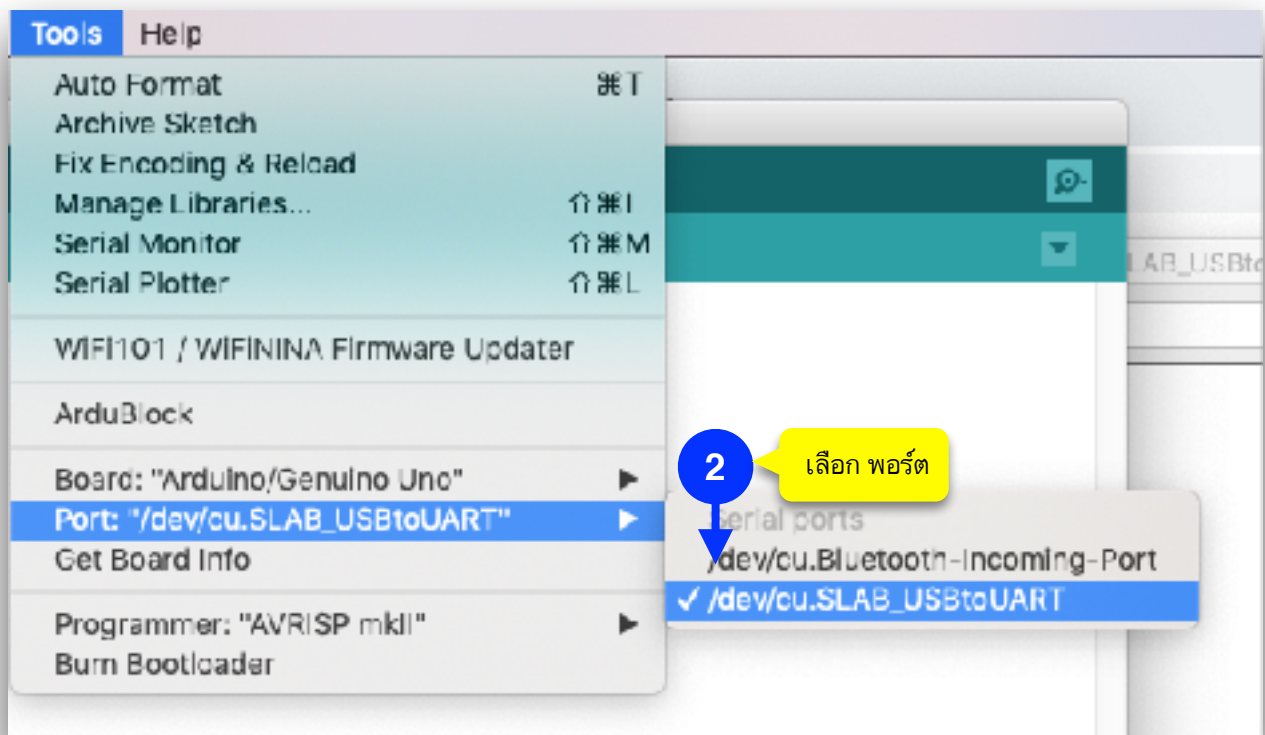 Tools Help
Auto Format ⌘T
Archive Sketch
Fix Encoding & Reload
Manage Libraries... ⇧⌘I
Serial Monitor ⇧⌘M
Serial Plotter ⇧⌘L
WiFi101 / WiFiNINA Firmware Updater
ArduBlock
Board: "Arduino/Genuino Uno"
Port: "/dev/cu.SLAB_USBtoUART"
Get Board Info
Programmer: "AVRISP mkII"
Burn Bootloader
2
เลือก พอร์ต
Serial ports
/dev/cu.Bluetooth-Incoming-Port
✓ /dev/cu.SLAB_USBtoUART
LAB_USBto